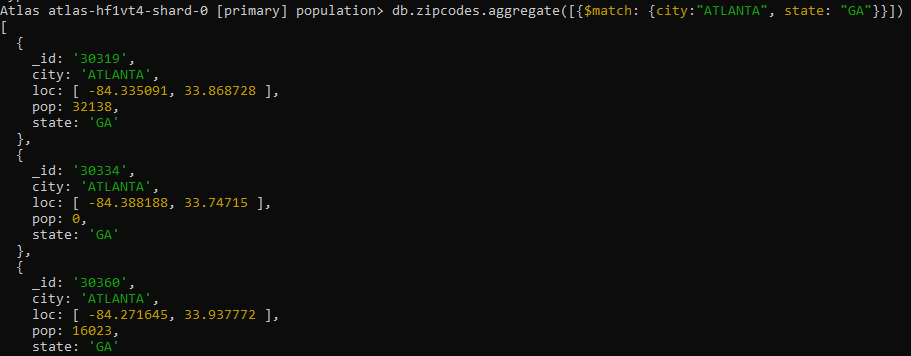 Atlas atlas-hf1vt4-shard-0 [primary] population> db.zipcodes.aggregate([{$match: {city:"ATLANTA", state: "GA"}}])
[
  {
    _id: '30319',
    city: 'ATLANTA',
    loc: [ -84.335091, 33.868728 ],
    pop: 32138,
    state: 'GA'
  },
  {
    _id: '30334',
    city: 'ATLANTA',
    loc: [ -84.388188, 33.74715 ],
    pop: 0,
    state: 'GA'
  },
  {
    _id: '30360',
    city: 'ATLANTA',
    loc: [ -84.271645, 33.937772 ],
    pop: 16023,
    state: 'GA'